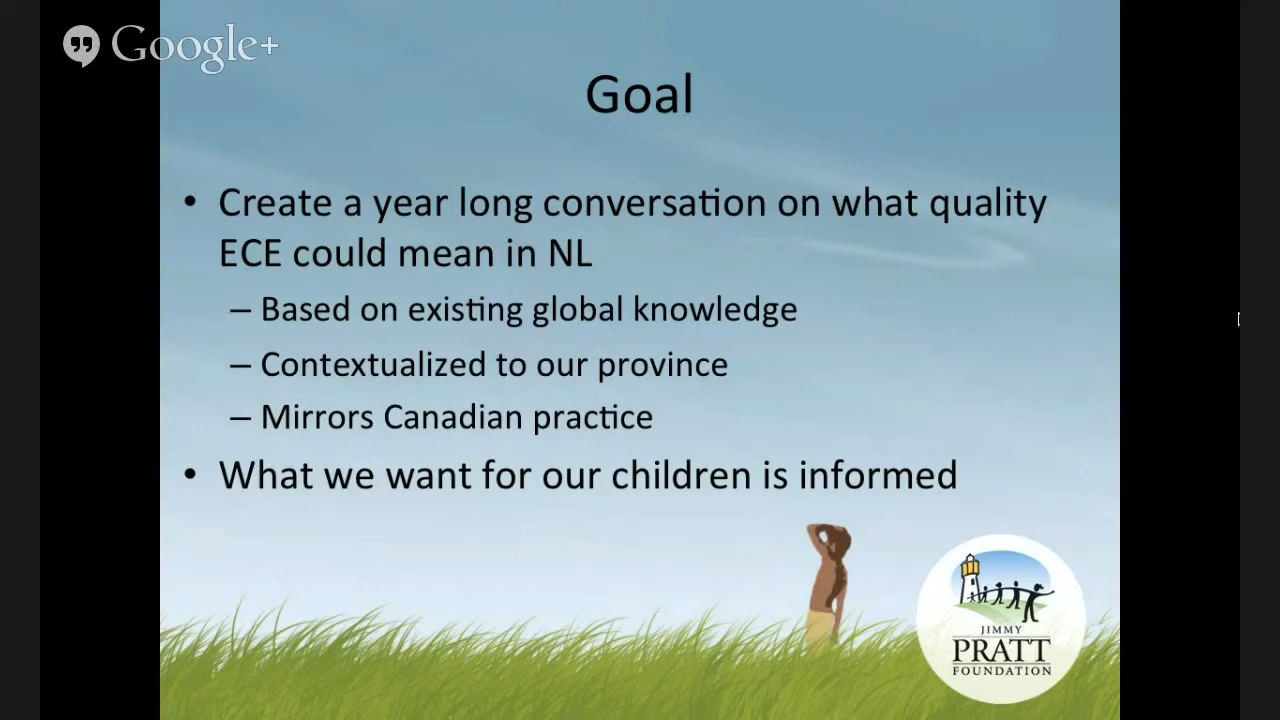 Google+
Goal
• Create a year long conversation on what quality
ECE could mean in NL
– Based on existing global knowledge
– Contextualized to our province
– Mirrors Canadian practice
• What we want for our children is informed
JIMMY
PRATT
FOUNDATION